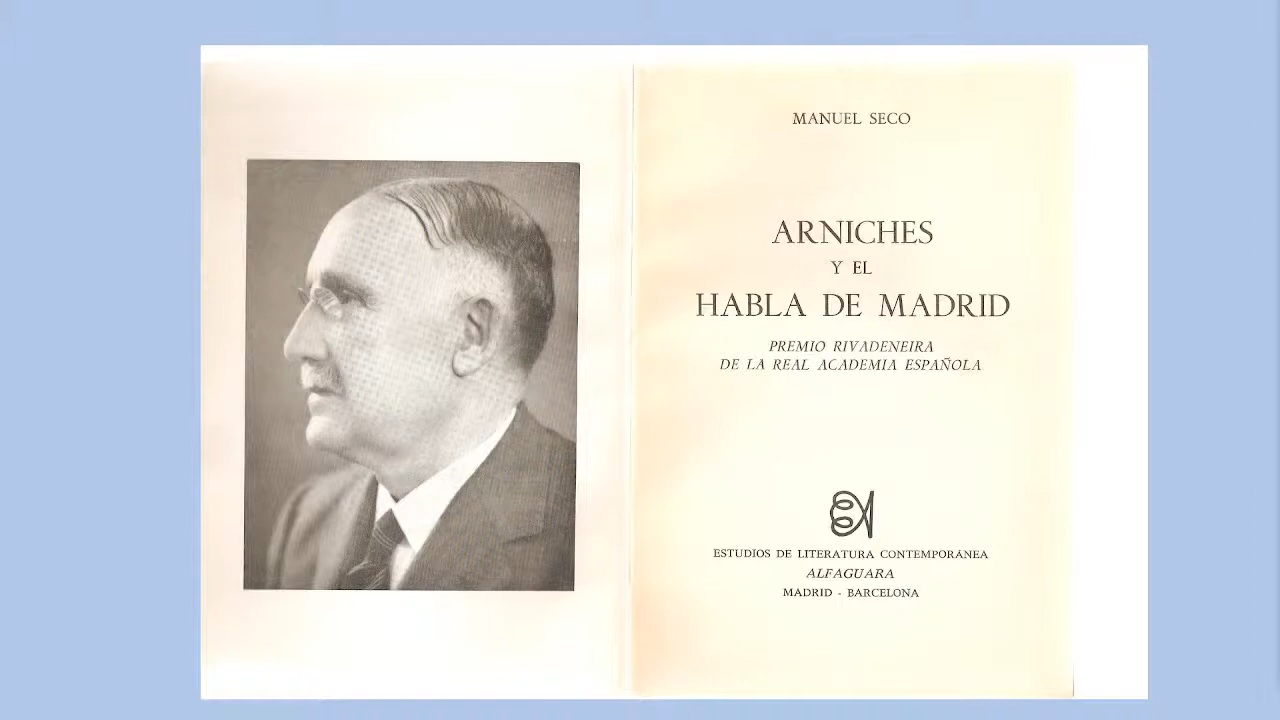 MANUEL SECO
ARNICHES
Y EL
HABLA DE MADRID
PREMIO RIVADENEIRA
DE LA REAL ACADEMIA ESPAÑOLA
ESTUDIOS DE LITERATURA CONTEMPORÁNEA
ALFAGUARA
MADRID - BARCELONA